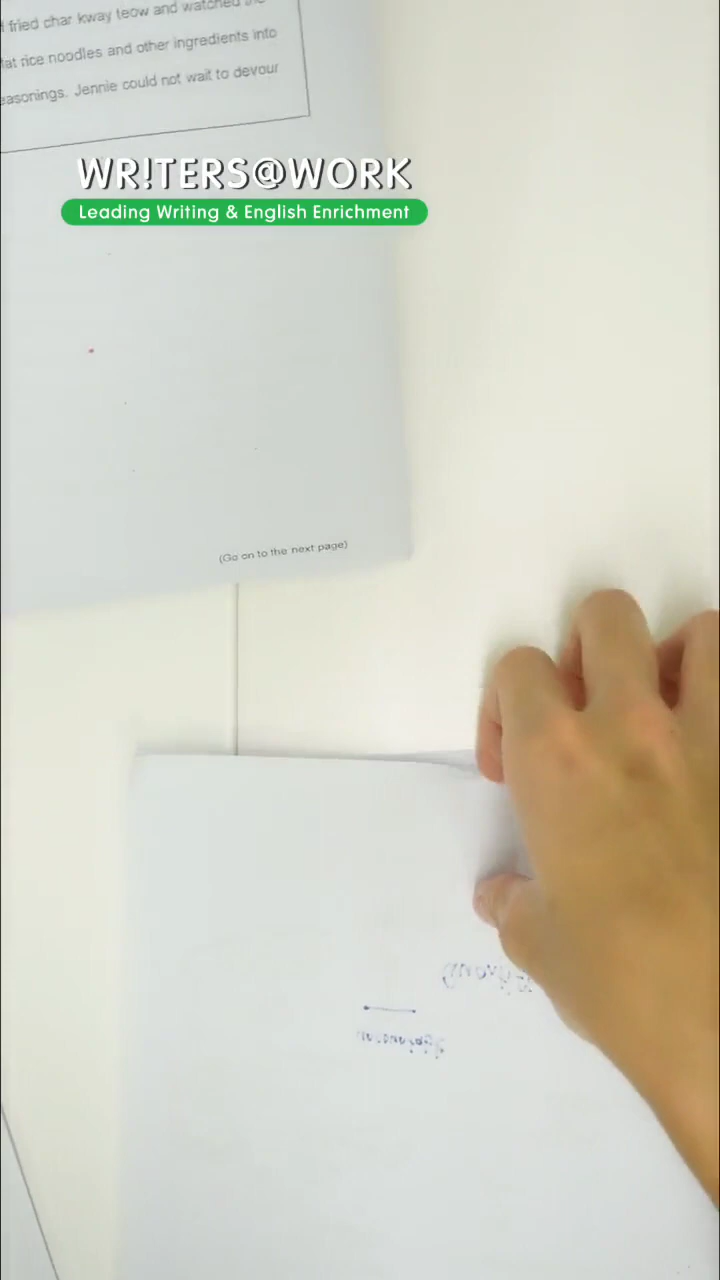 fried char kway teow and watched the
flat rice noodles and other ingredients into
seasonings. Jennie could not wait to devour
WR!TERS@WORK
Leading Writing & English Enrichment
(Go on to the next page)